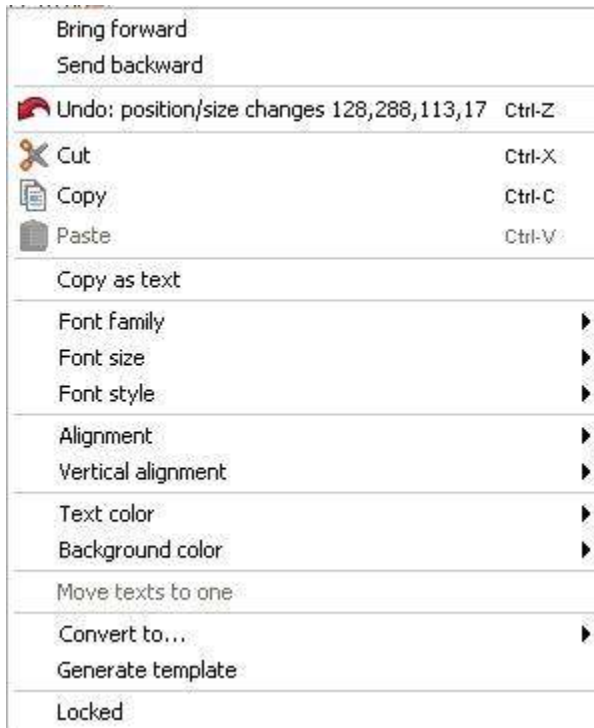 Bring forward
Send backward
Undo: position/size changes 128,288,113,17 Ctrl-Z
Cut Ctrl-X
Copy Ctrl-C
Paste Ctrl-V
Copy as text
Font family
Font size
Font style
Alignment
Vertical alignment
Text color
Background color
Move texts to one
Convert to...
Generate template
Locked